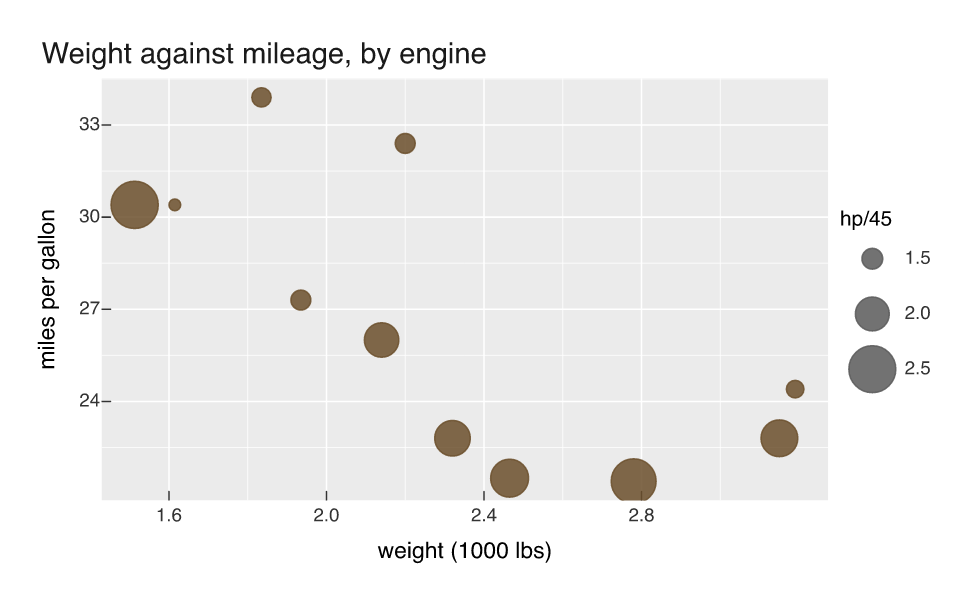 Weight against mileage, by engine
33
30
27
24
miles per gallon
1.6 2.0 2.4 2.8
weight (1000 lbs)
hp/45
1.5
2.0
2.5